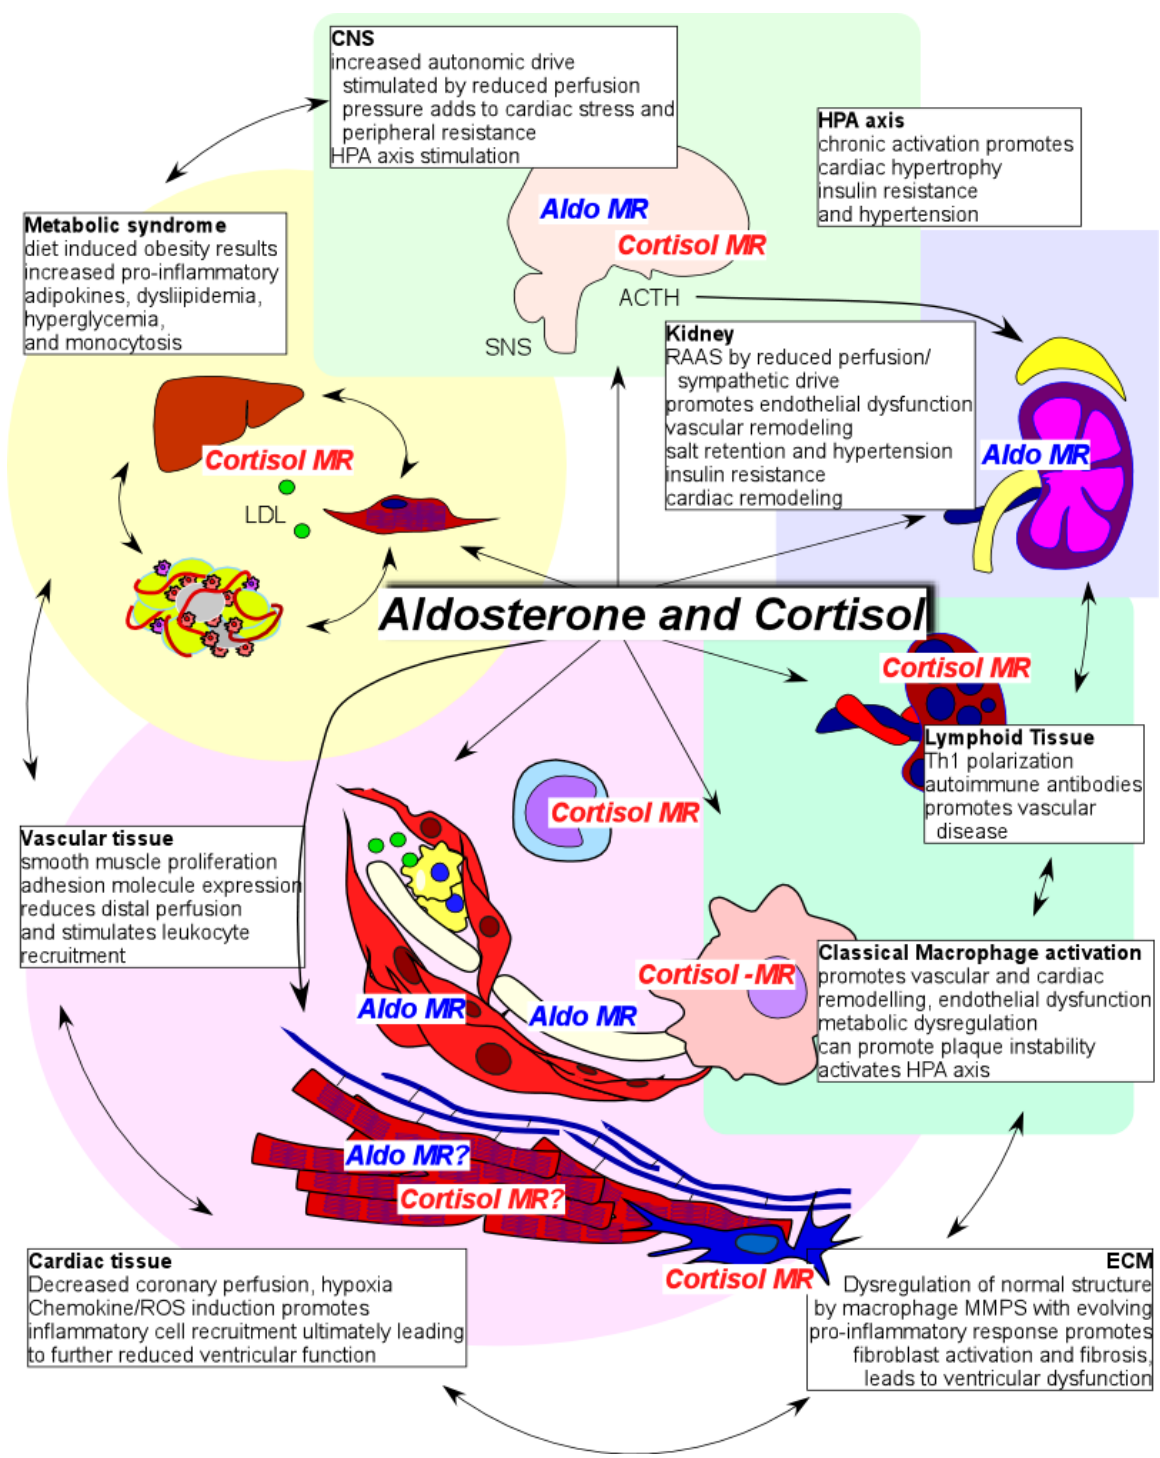 CNS
increased autonomic drive
stimulated by reduced perfusion
pressure adds to cardiac stress and
peripheral resistance
HPA axis stimulation
HPA axis
chronic activation promotes
cardiac hypertrophy
insulin resistance
and hypertension
Aldo MR
Cortisol MR
ACTH
SNS
Metabolic syndrome
diet induced obesity results
increased pro-inflammatory
adipokines, dysliipidemia,
hyperglycemia,
and monocytosis
Kidney
RAAS by reduced perfusion/
sympathetic drive
promotes endothelial dysfunction
vascular remodeling
salt retention and hypertension
insulin resistance
cardiac remodeling
Aldo MR
Cortisol MR
LDL
Aldosterone and Cortisol
Cortisol MR
Lymphoid Tissue
Th1 polarization
autoimmune antibodies
promotes vascular
disease
Cortisol MR
Vascular tissue
smooth muscle proliferation
adhesion molecule expression
reduces distal perfusion
and stimulates leukocyte
recruitment
Classical Macrophage activation
promotes vascular and cardiac
remodelling, endothelial dysfunction
metabolic dysregulation
can promote plaque instability
activates HPA axis
Cortisol -MR
Aldo MR
Aldo MR
Aldo MR?
Cortisol MR?
Cortisol MR
Cardiac tissue
Decreased coronary perfusion, hypoxia
Chemokine/ROS induction promotes
inflammatory cell recruitment ultimately leading
to further reduced ventricular function
ECM
Dysregulation of normal structure
by macrophage MMPS with evolving
pro-inflammatory response promotes
fibroblast activation and fibrosis,
leads to ventricular dysfunction